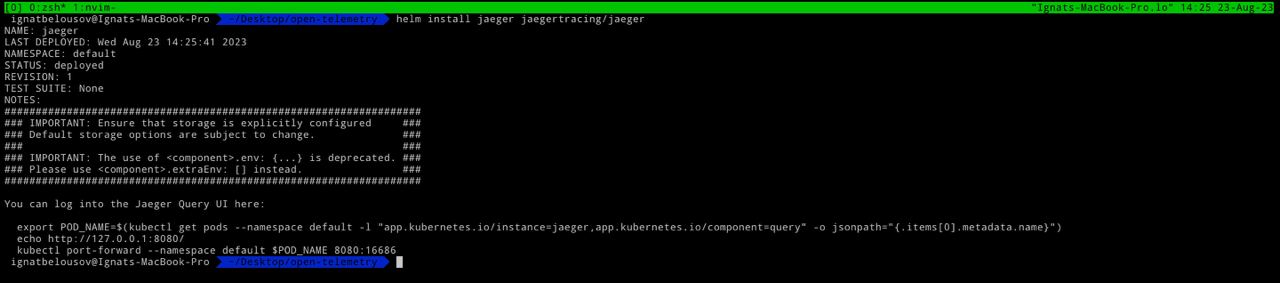 [0] 0:zsh* 1:nvim- "Ignats-MacBook-Pro.lo" 14:25 23-Aug-23
ignatbelousov@Ignats-MacBook-Pro ~/Desktop/open-telemetry helm install jaeger jaegertracing/jaeger
NAME: jaeger
LAST DEPLOYED: Wed Aug 23 14:25:41 2023
NAMESPACE: default
STATUS: deployed
REVISION: 1
TEST SUITE: None
NOTES:
###################################################################
### IMPORTANT: Ensure that storage is explicitly configured     ###
### Default storage options are subject to change.              ###
###                                                             ###
### IMPORTANT: The use of <component>.env: {...} is deprecated. ###
### Please use <component>.extraEnv: [] instead.                ###
###################################################################
You can log into the Jaeger Query UI here:
export POD_NAME=$(kubectl get pods --namespace default -l "app.kubernetes.io/instance=jaeger,app.kubernetes.io/component=query" -o jsonpath="{.items[0].metadata.name}")
echo http://127.0.0.1:8080/
kubectl port-forward --namespace default $POD_NAME 8080:16686
ignatbelousov@Ignats-MacBook-Pro ~/Desktop/open-telemetry